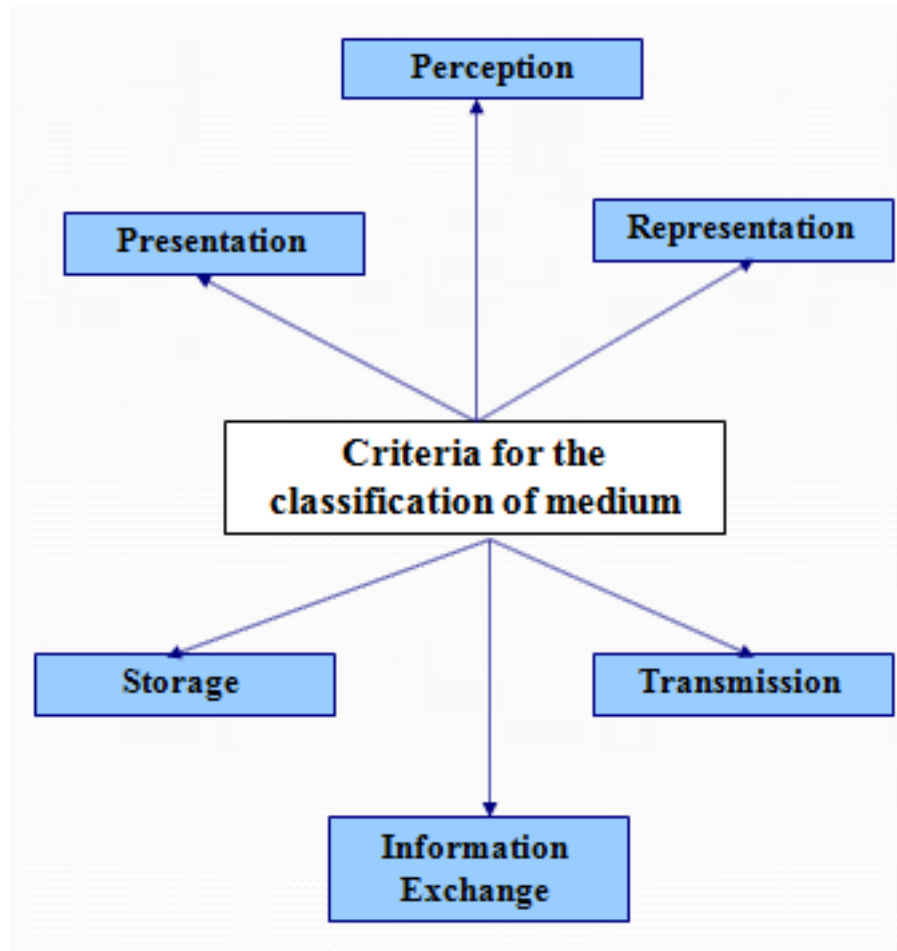 Perception
Presentation
Representation
Criteria for the
classification of medium
Storage
Transmission
Information
Exchange